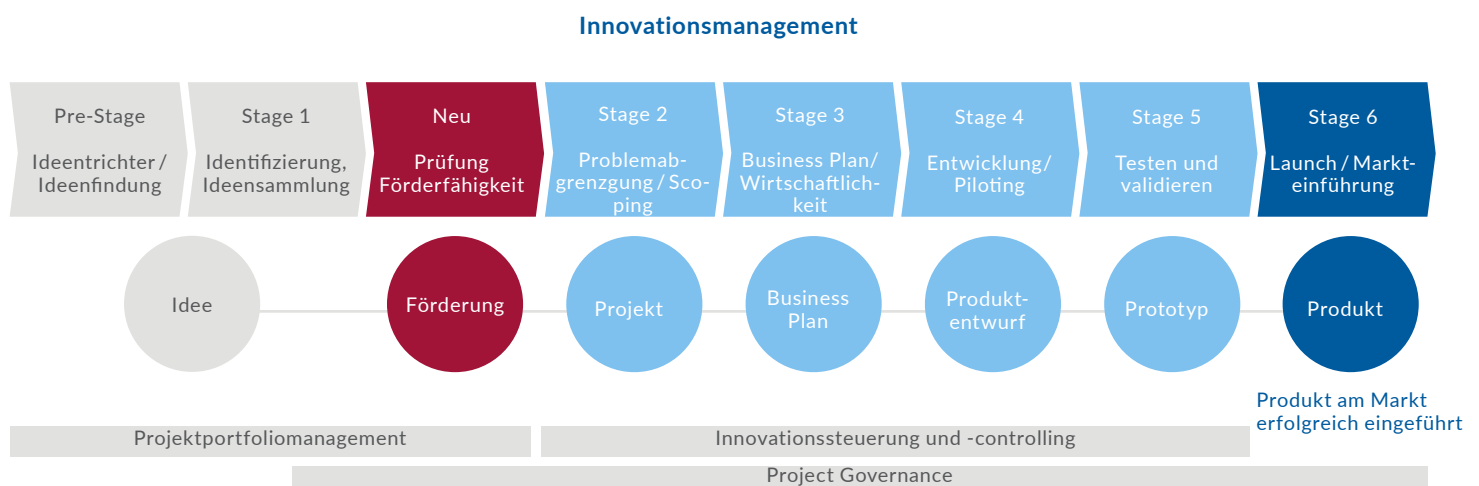 Innovationsmanagement
Pre-Stage
Ideentrichter / 
Ideenfindung
Stage 1
Identifizierung,
Ideensammlung
Neu
Prüfung
Förderfähigkeit
Stage 2
Problemab-
grenzgung / Sco-
ping
Stage 3
Business Plan/
Wirtschaftlich-
keit
Stage 4
Entwicklung/
Piloting
Stage 5
Testen und
validieren
Stage 6
Launch / Markt-
einführung
Idee
Förderung
Projekt
Business
Plan
Produkt-
entwurf
Prototyp
Produkt
Produkt am Markt
erfolgreich eingeführt
Projektportfoliomanagement
Innovationssteuerung und -controlling
Project Governance